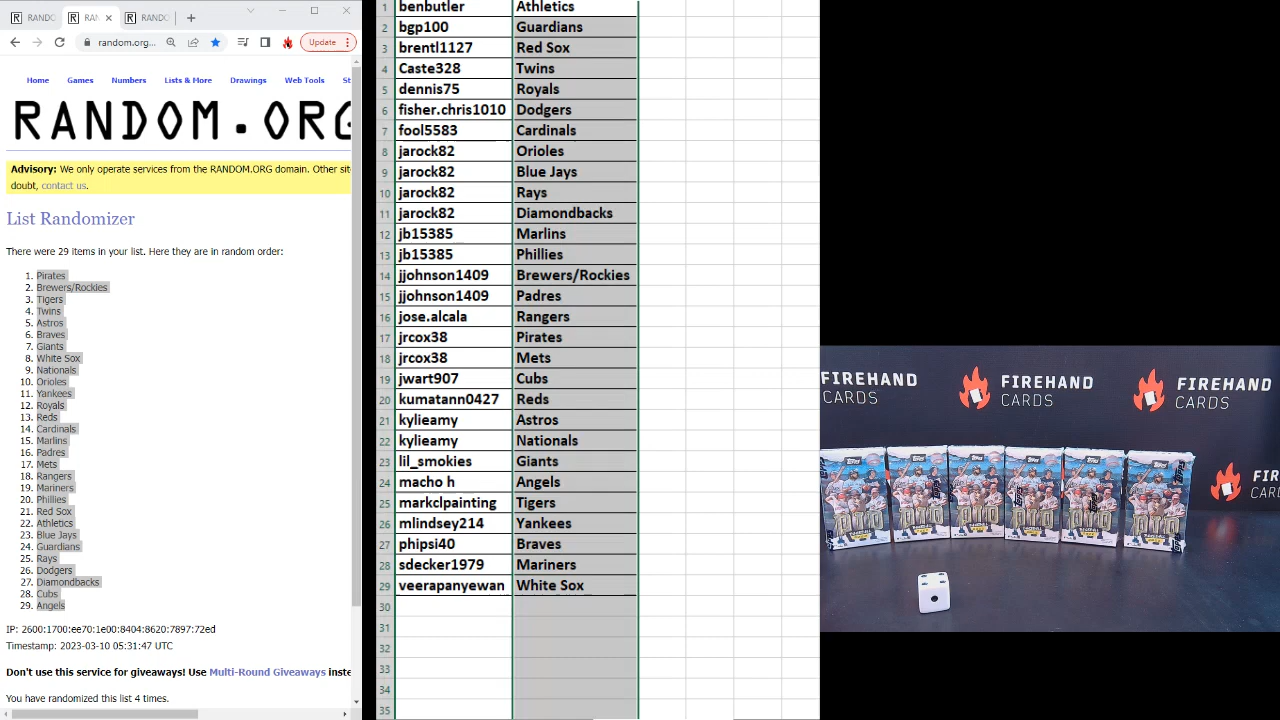 RANDO
RAN
RANDO
random.org...
Update
Home Games Numbers Lists & More Drawings Web Tools St
RANDOM.ORG
Advisory: We only operate services from the RANDOM.ORG domain. Other sit
doubt, contact us.
List Randomizer
There were 29 items in your list. Here they are in random order:
1. Pirates
2. Brewers/Rockies
3. Tigers
4. Twins
5. Astros
6. Braves
7. Giants
8. White Sox
9. Nationals
10. Orioles
11. Yankees
12. Royals
13. Reds
14. Cardinals
15. Marlins
16. Padres
17. Mets
18. Rangers
19. Mariners
20. Phillies
21. Red Sox
22. Athletics
23. Blue Jays
24. Guardians
25. Rays
26. Dodgers
27. Diamondbacks
28. Cubs
29. Angels
IP: 2600:1700:ee70:1e00:8404:8620:7897:72ed
Timestamp: 2023-03-10 05:31:47 UTC
Don't use this service for giveaways! Use Multi-Round Giveaways inste
You have randomized this list 4 times.
1 benbutler Athletics
2 bgp100 Guardians
3 brentl1127 Red Sox
4 Caste328 Twins
5 dennis75 Royals
6 fisher.chris1010 Dodgers
7 fool5583 Cardinals
8 jarock82 Orioles
9 jarock82 Blue Jays
10 jarock82 Rays
11 jarock82 Diamondbacks
12 jb15385 Marlins
13 jb15385 Phillies
14 jjohnson1409 Brewers/Rockies
15 jjohnson1409 Padres
16 jose.alcala Rangers
17 jrcox38 Pirates
18 jrcox38 Mets
19 jwart907 Cubs
20 kumatann0427 Reds
21 kylieamy Astros
22 kylieamy Nationals
23 lil_smokies Giants
24 macho h Angels
25 markclpainting Tigers
26 mlindsey214 Yankees
27 phipsi40 Braves
28 sdecker1979 Mariners
29 veerapanyewan White Sox
30
31
32
33
34
35
FIREHAND
CARDS
FIREHAND
CARDS
FIREHAND
CARDS
FIR
CA